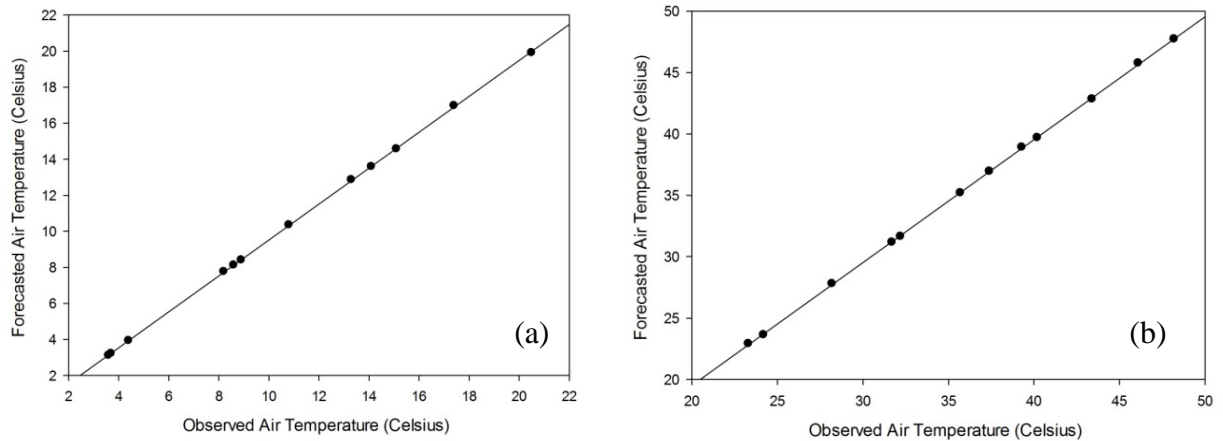 Forecasted Air Temperature (Celsius)
22
20
18
16
14
12
10
8
6
4
2
2 4 6 8 10 12 14 16 18 20 22
Observed Air Temperature (Celsius)
(a)
Forecasted Air Temperature (Celsius)
50
45
40
35
30
25
20
20 25 30 35 40 45 50
Observed Air Temperature (Celsius)
(b)